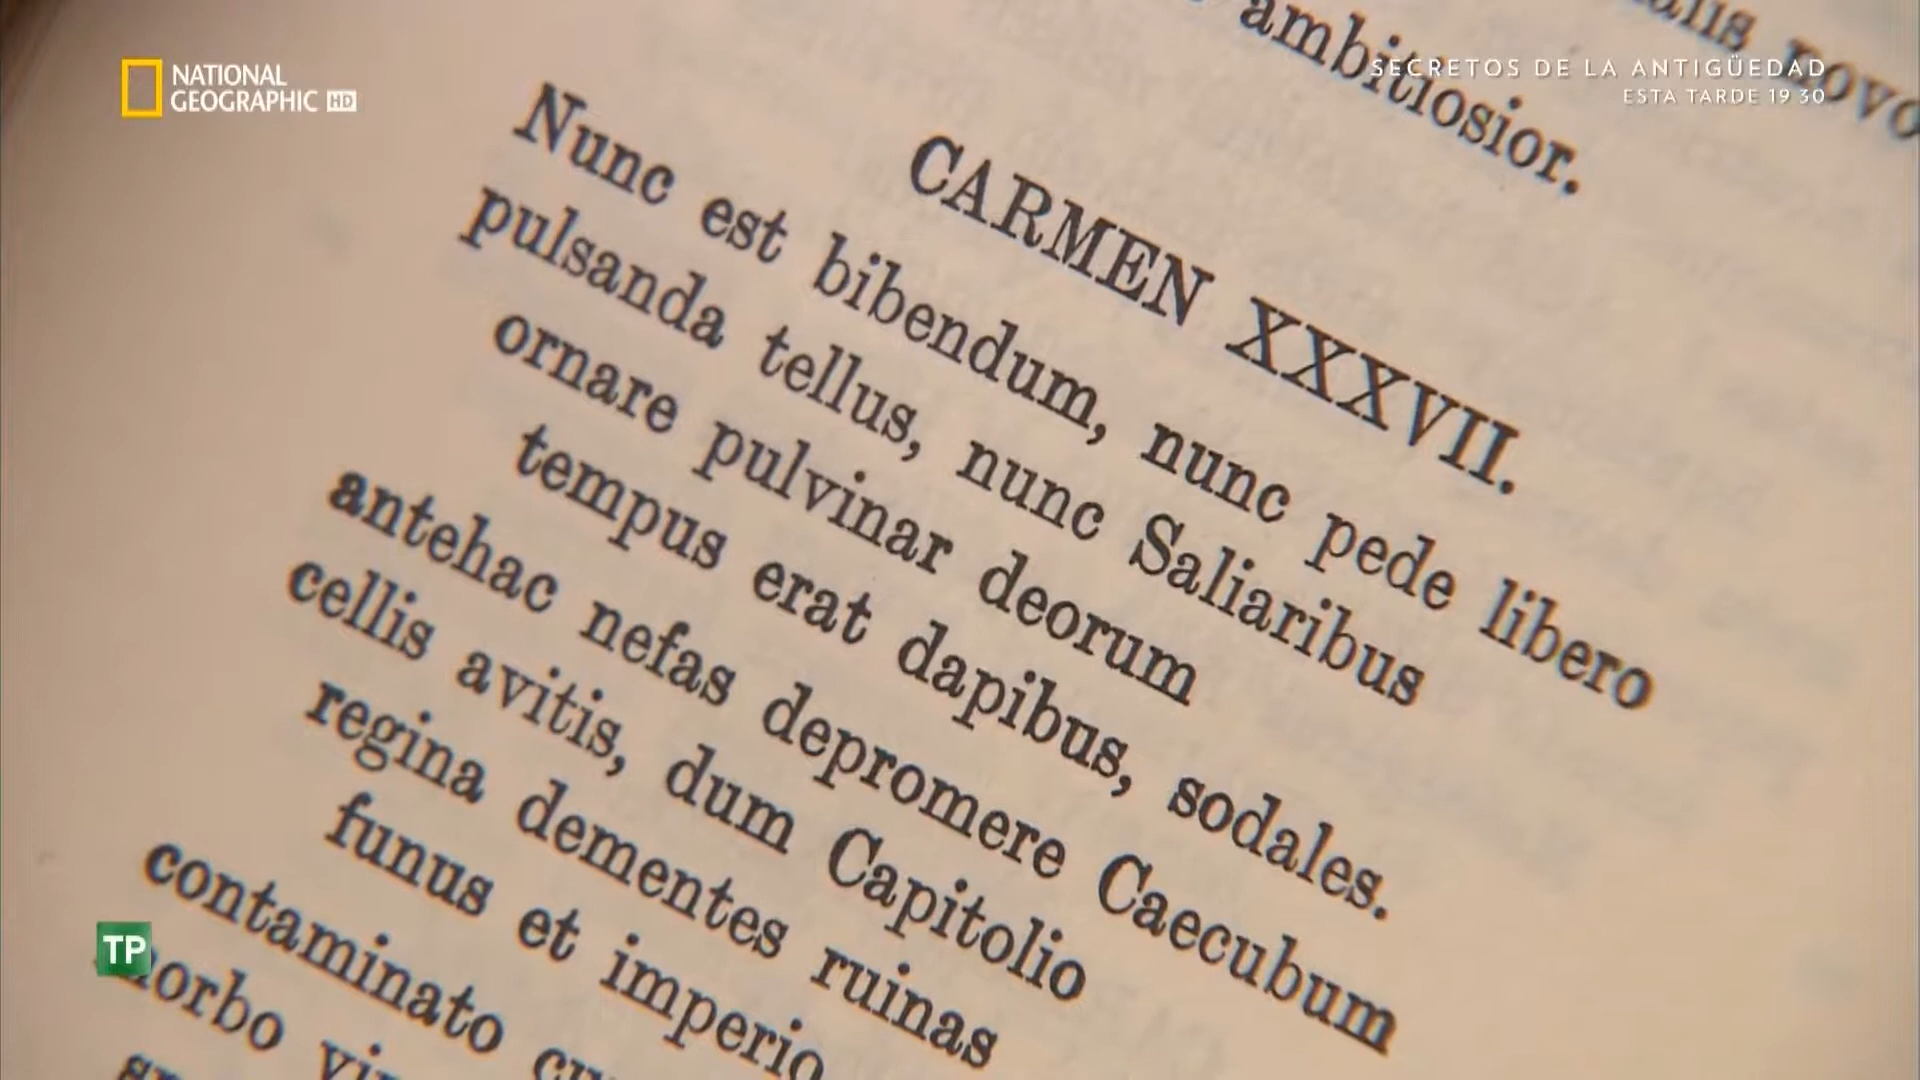 NATIONAL
GEOGRAPHIC HD
SECRETOS DE LA ANTIGÜEDAD
ESTA TARDE 19 30
ambitiosior.
CARMEN XXXVII.
Nunc est bibendum, nunc pede libero
pulsanda tellus, nunc Saliaribus
ornare pulvinar deorum
tempus erat dapibus, sodales.
antehac nefas depromere Caecubum
cellis avitis, dum Capitolio
regina dementes ruinas
funus et imperio
contaminato
TP